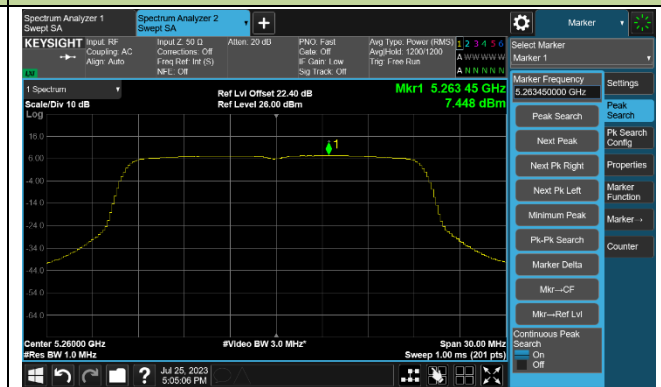 Spectrum Analyzer 1
Swept SA
Spectrum Analyzer 2
Swept SA
Marker
KEYSIGHT
Input: RF
Coupling: AC
Align: Auto
Input Z: 50 Ω
Corrections: Off
Freq Ref: Int (S)
NFE: Off
Atten: 20 dB
PNO: Fast
Gate: Off
IF Gain: Low
Sig Track: Off
Avg Type: Power (RMS)
Avg|Hold: 1200/1200
Trig: Free Run
1 2 3 4 5 6
A W W W W W
A N N N N N
LXI
Select Marker
Marker 1
1 Spectrum
Scale/Div 10 dB
Log
Ref Lvl Offset 22.40 dB
Ref Level 26.00 dBm
Mkr1 5.263 45 GHz
7.448 dBm
1
16.0
6.00
-4.00
-14.0
-24.0
-34.0
-44.0
-54.0
-64.0
Center 5.26000 GHz
#Res BW 1.0 MHz
#Video BW 3.0 MHz*
Span 30.00 MHz
Sweep 1.00 ms (201 pts)
Marker Frequency
5.263450000 GHz
Peak Search
Next Peak
Next Pk Right
Next Pk Left
Minimum Peak
Pk-Pk Search
Marker Delta
Mkr→CF
Mkr→Ref Lvl
Continuous Peak
Search
On
Off
Settings
Peak
Search
Pk Search
Config
Properties
Marker
Function
Marker→
Counter
Jul 25, 2023
5:05:06 PM